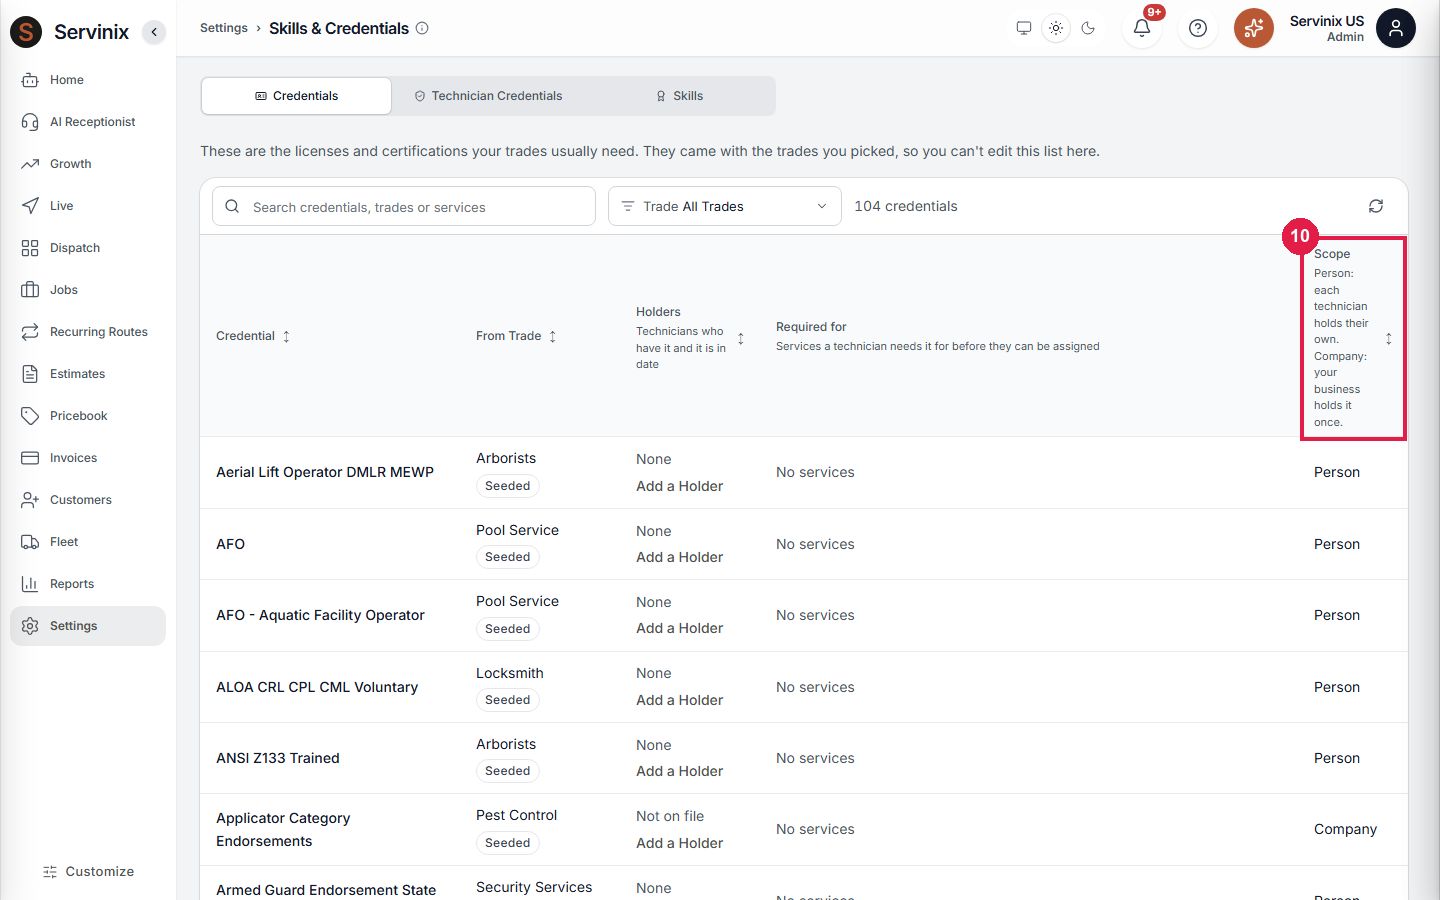 S Servinix
Home
AI Receptionist
Growth
Live
Dispatch
Jobs
Recurring Routes
Estimates
Pricebook
Invoices
Customers
Fleet
Reports
Settings
Customize
Settings › Skills & Credentials
9+
Servinix US
Admin
Credentials
Technician Credentials
Skills
These are the licenses and certifications your trades usually need. They came with the trades you picked, so you can't edit this list here.
Search credentials, trades or services
Trade All Trades
104 credentials
10
Credential
From Trade
Holders
Technicians who
have it and it is in
date
Required for
Services a technician needs it for before they can be assigned
Scope
Person:
each
technician
holds their
own.
Company:
your
business
holds it
once.
Aerial Lift Operator DMLR MEWP
Arborists
Seeded
None
Add a Holder
No services
Person
AFO
Pool Service
Seeded
None
Add a Holder
No services
Person
AFO - Aquatic Facility Operator
Pool Service
Seeded
None
Add a Holder
No services
Person
ALOA CRL CPL CML Voluntary
Locksmith
Seeded
None
Add a Holder
No services
Person
ANSI Z133 Trained
Arborists
Seeded
None
Add a Holder
No services
Person
Applicator Category
Endorsements
Pest Control
Seeded
Not on file
Add a Holder
No services
Company
Armed Guard Endorsement State
Security Services
None
No services
Person